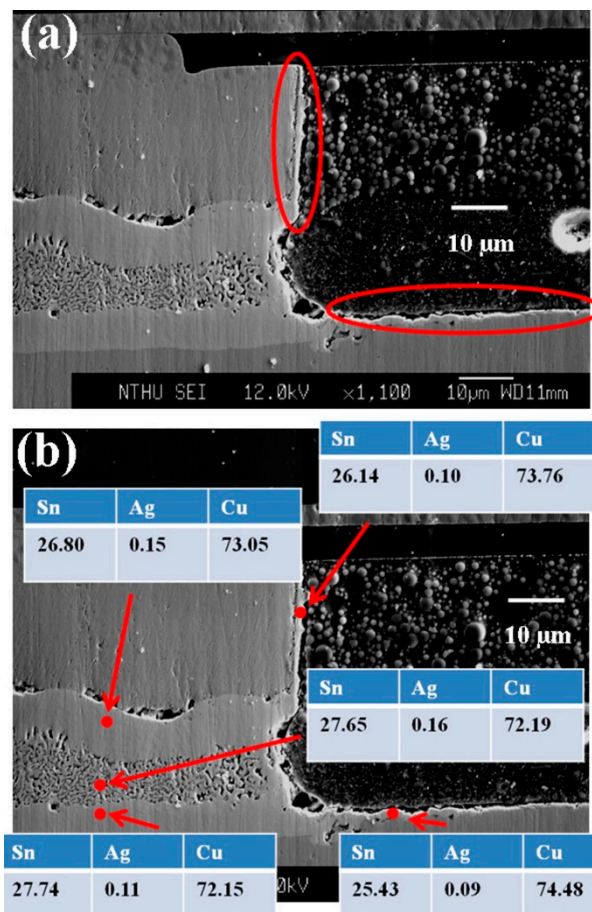 (a)
10 μm
NTHU SEI 12.0kV ×1,100 10μm WD11mm
(b)
Sn Ag Cu
26.14 0.10 73.76
Sn Ag Cu
26.80 0.15 73.05
10 μm
Sn Ag Cu
27.65 0.16 72.19
Sn Ag Cu
27.74 0.11 72.15
0kV
Sn Ag Cu
25.43 0.09 74.48